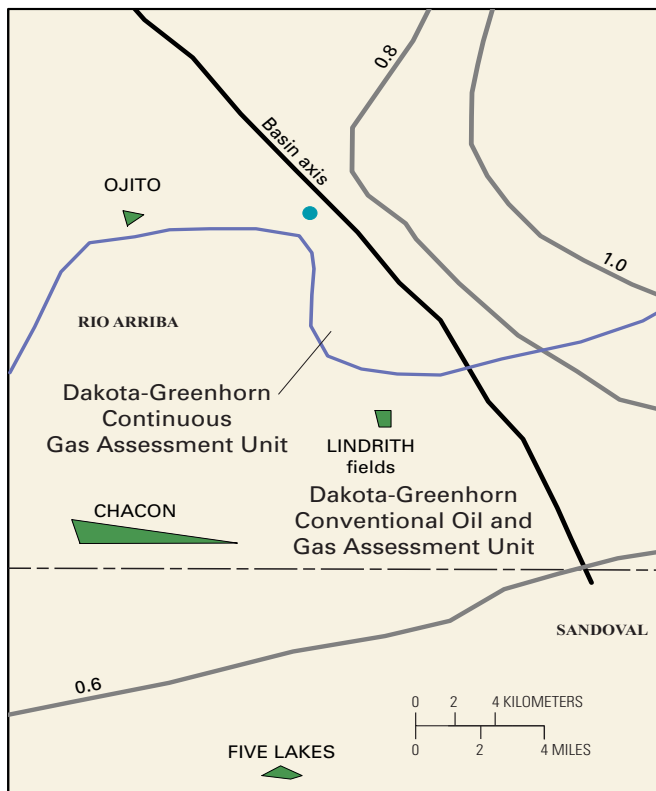 0.8
Basin axis
OJITO
1.0
RIO ARRIBA
Dakota-Greenhorn
Continuous
Gas Assessment Unit
LINDRITH
fields
CHACON
Dakota-Greenhorn
Conventional Oil and
Gas Assessment Unit
SANDOVAL
0.6
0 2 4 KILOMETERS
0 2 4 MILES
FIVE LAKES